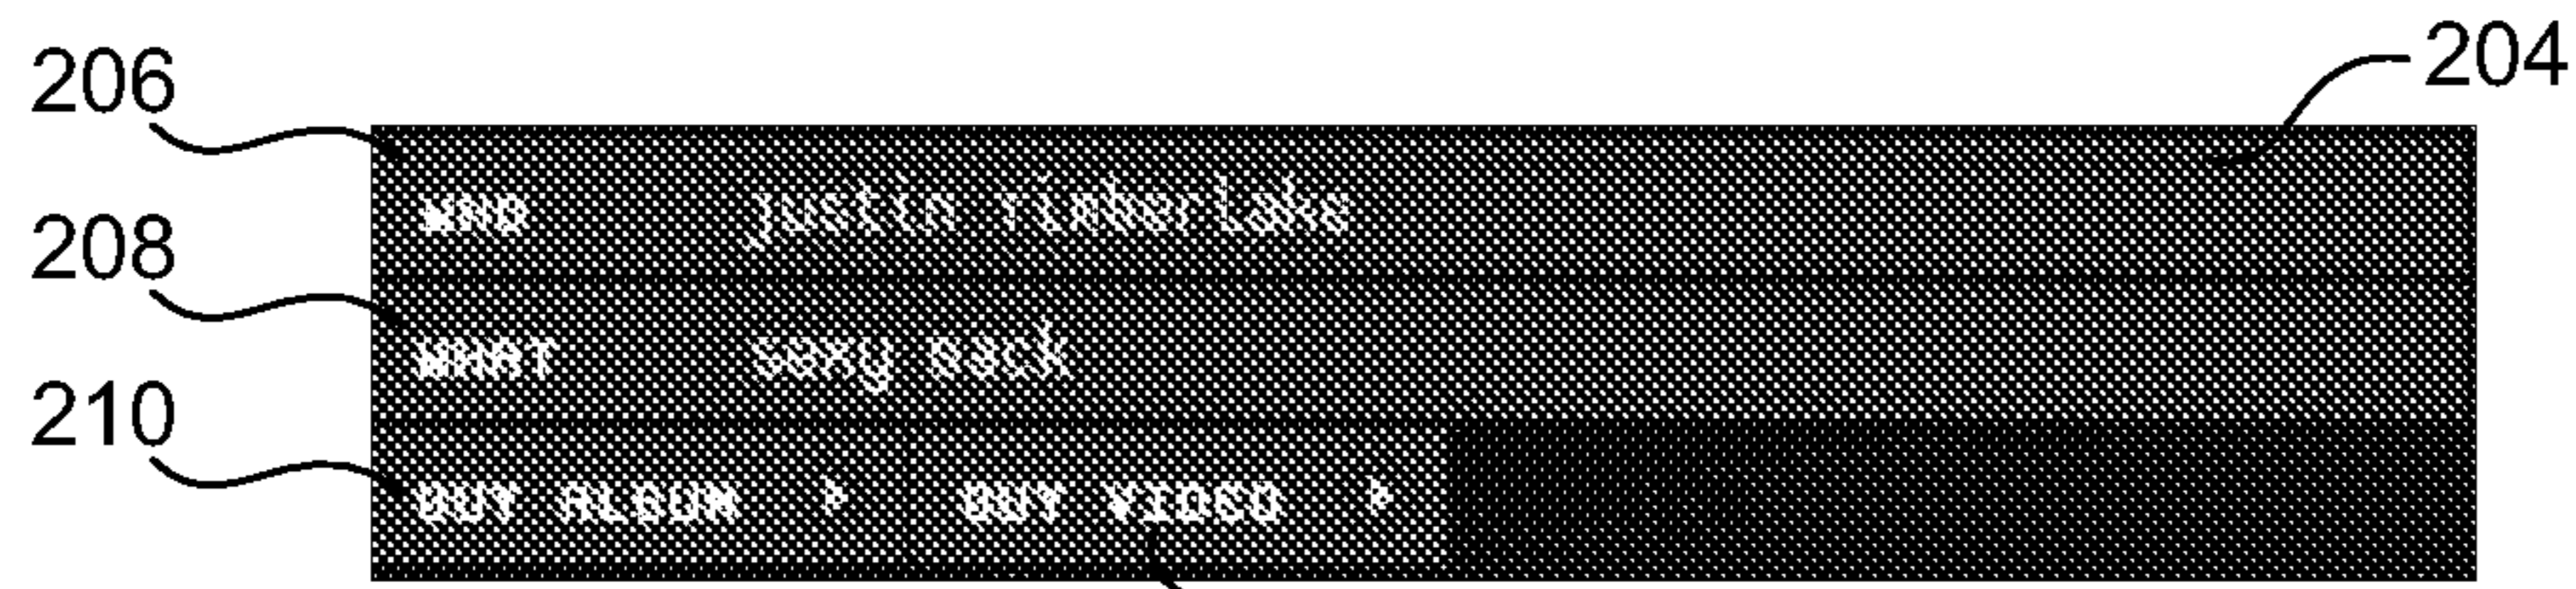 206
204
WHO justin Timberlake
208
WHAT sexy back
210
BUY ALBUM BUY VIDEO